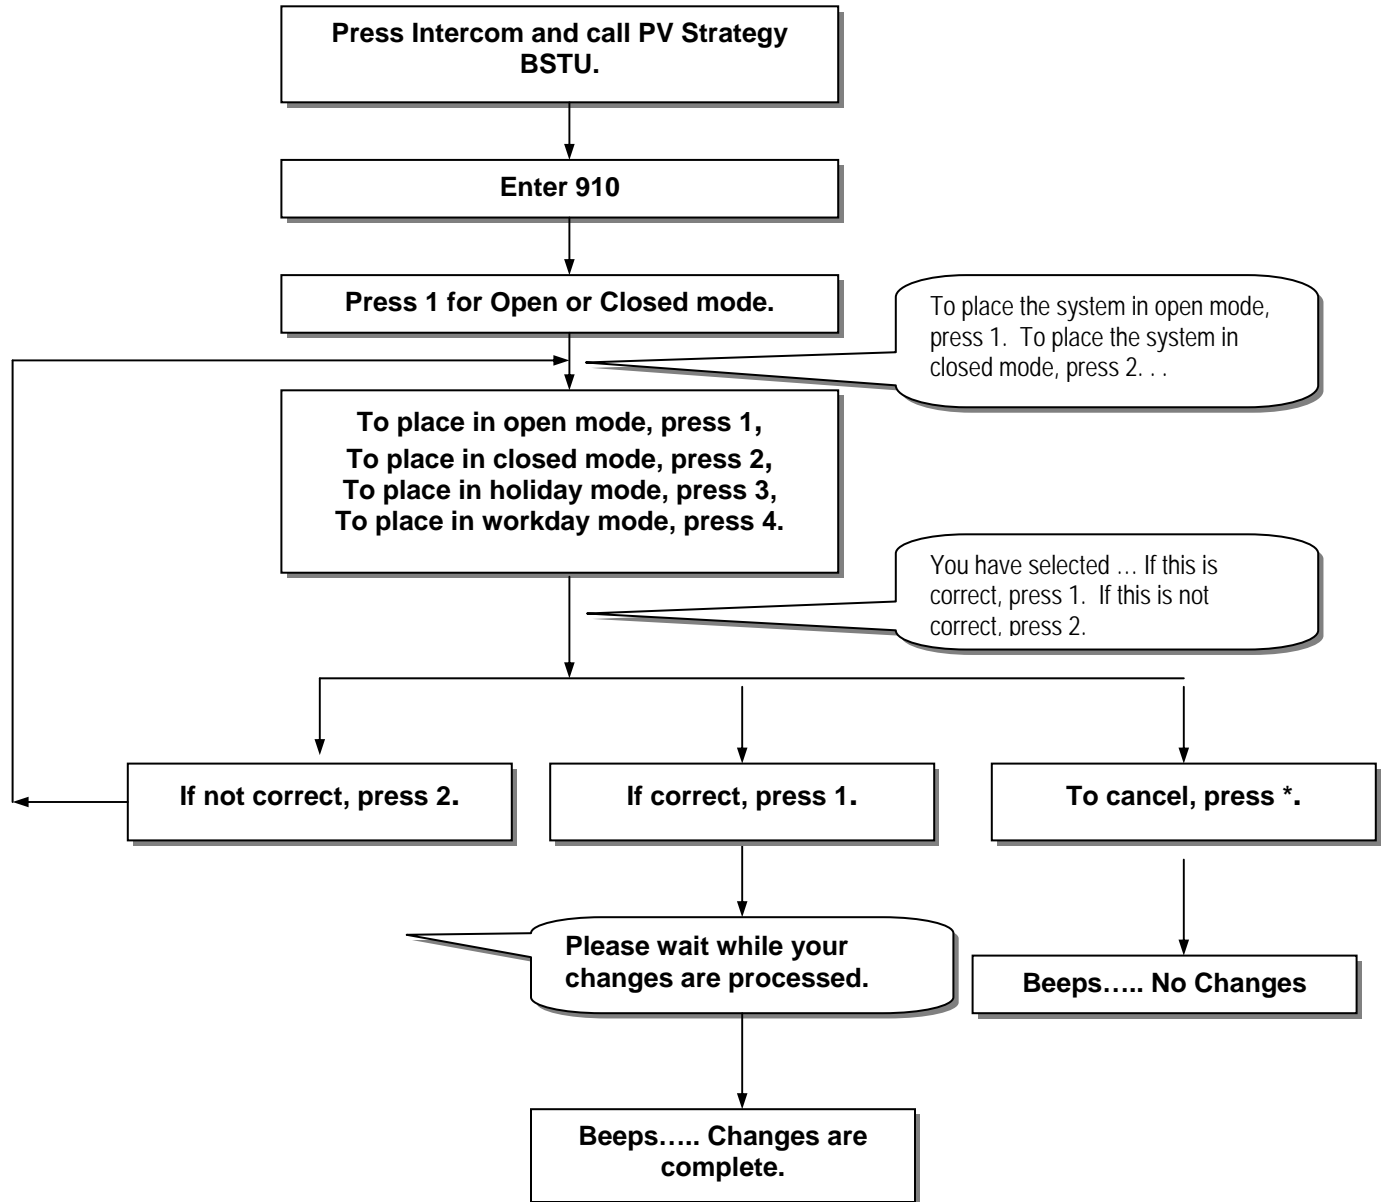 Press Intercom and call PV Strategy
BSTU.
Enter 910
Press 1 for Open or Closed mode.
To place the system in open mode,
press 1. To place the system in
closed mode, press 2. . .
To place in open mode, press 1,
To place in closed mode, press 2,
To place in holiday mode, press 3,
To place in workday mode, press 4.
You have selected … If this is
correct, press 1. If this is not
correct, press 2.
If not correct, press 2.
If correct, press 1.
To cancel, press *.
Please wait while your
changes are processed.
Beeps….. No Changes
Beeps….. Changes are
complete.